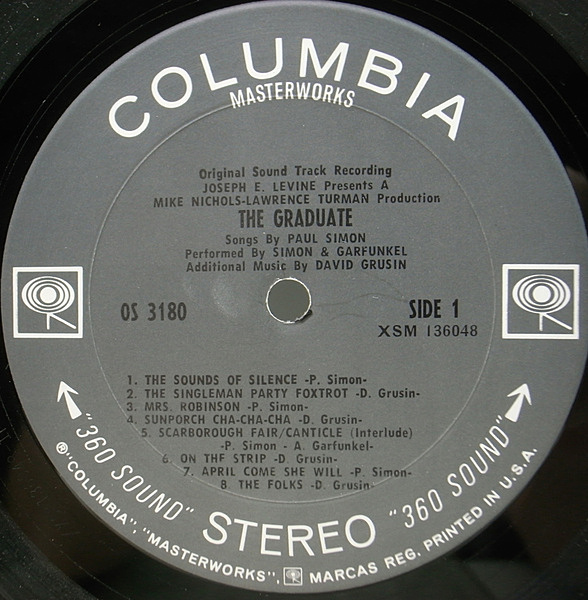 COLUMBIA
MASTERWORKS
Original Sound Track Recording
JOSEPH E. LEVINE Presents A
MIKE NICHOLS-LAWRENCE TURMAN Production
THE GRADUATE
Songs By PAUL SIMON
Performed By SIMON & GARFUNKEL
Additional Music By DAVID GRUSIN
OS 3180
SIDE 1
XSM 136048
1. THE SOUNDS OF SILENCE -P. Simon-
2. THE SINGLEMAN PARTY FOXTROT -D. Grusin-
3. MRS. ROBINSON -P. Simon-
4. SUNPORCH CHA-CHA-CHA -D. Grusin-
5. SCARBOROUGH FAIR/CANTICLE (Interlude)
-P. Simon - A. Garfunkel-
6. ON THE STRIP -D. Grusin-
7. APRIL COME SHE WILL -P. Simon-
8. THE FOLKS -D. Grusin-
"360 SOUND" STEREO "360 SOUND"
®"COLUMBIA", "MASTERWORKS", MARCAS REG. PRINTED IN U.S.A.